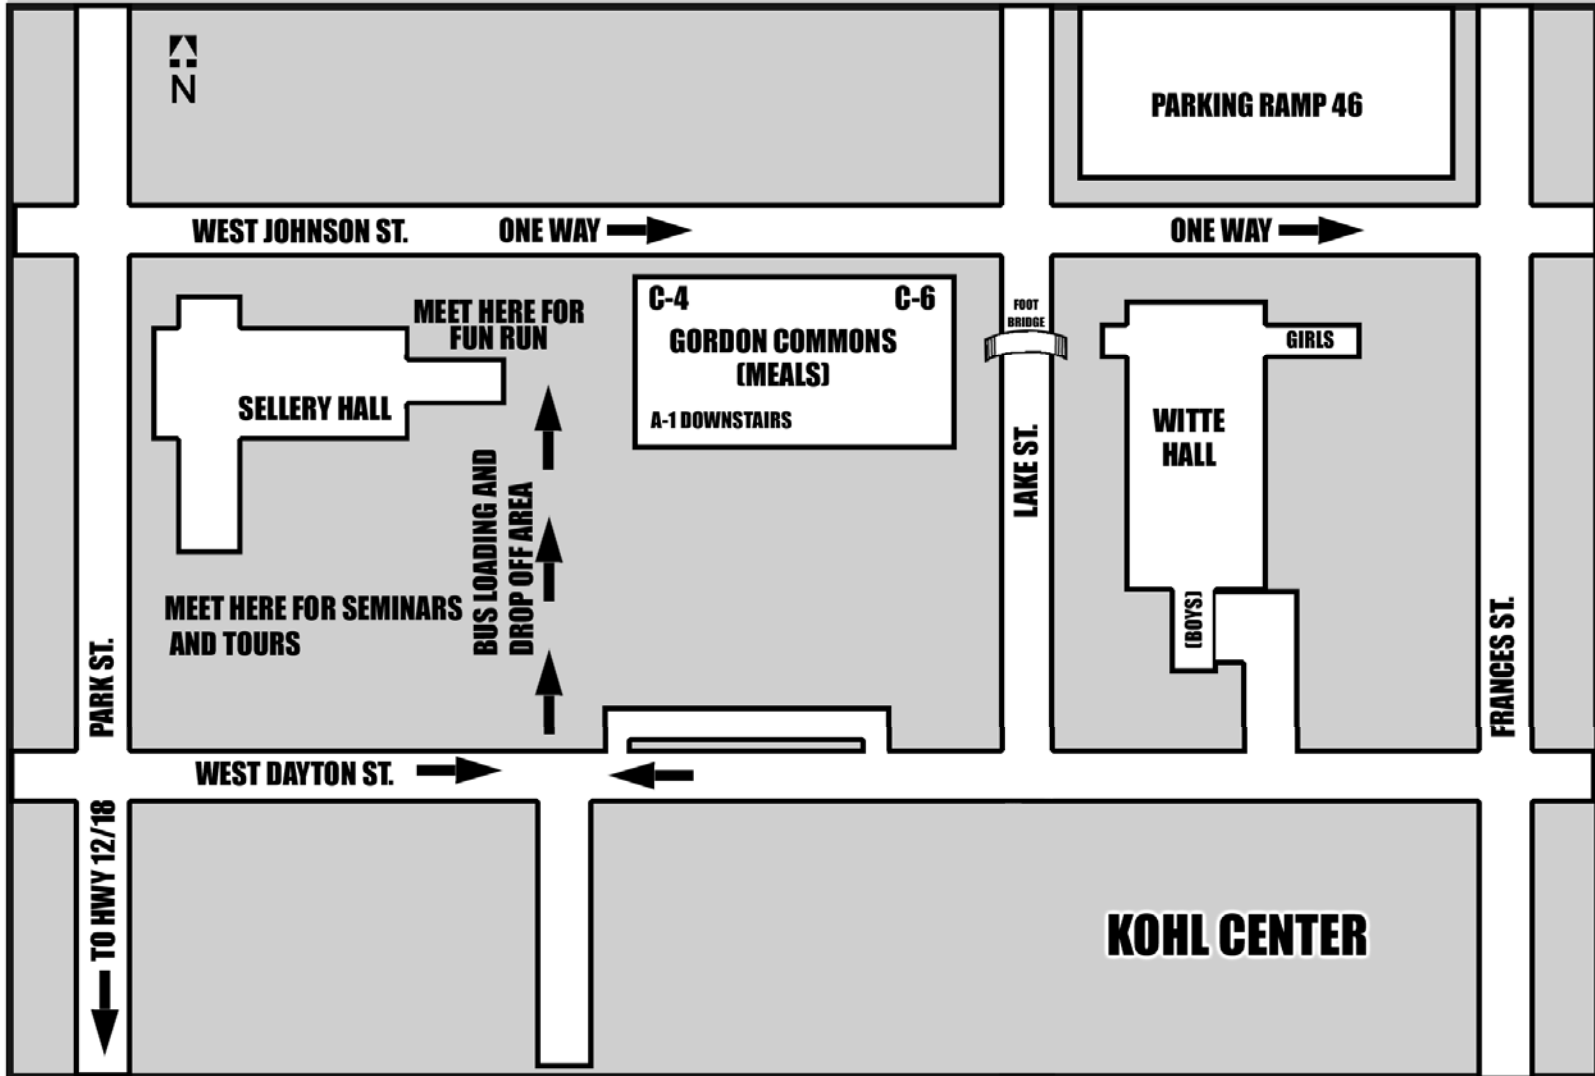 N
PARKING RAMP 46
WEST JOHNSON ST.
ONE WAY
ONE WAY
MEET HERE FOR
FUN RUN
C-4
C-6
GORDON COMMONS
(MEALS)
A-1 DOWNSTAIRS
FOOT
BRIDGE
GIRLS
SELLERY HALL
WITTE
HALL
LAKE ST.
BUS LOADING AND
DROP OFF AREA
MEET HERE FOR SEMINARS
AND TOURS
(BOYS)
PARK ST.
FRANCES ST.
WEST DAYTON ST.
TO HWY 12/18
KOHL CENTER